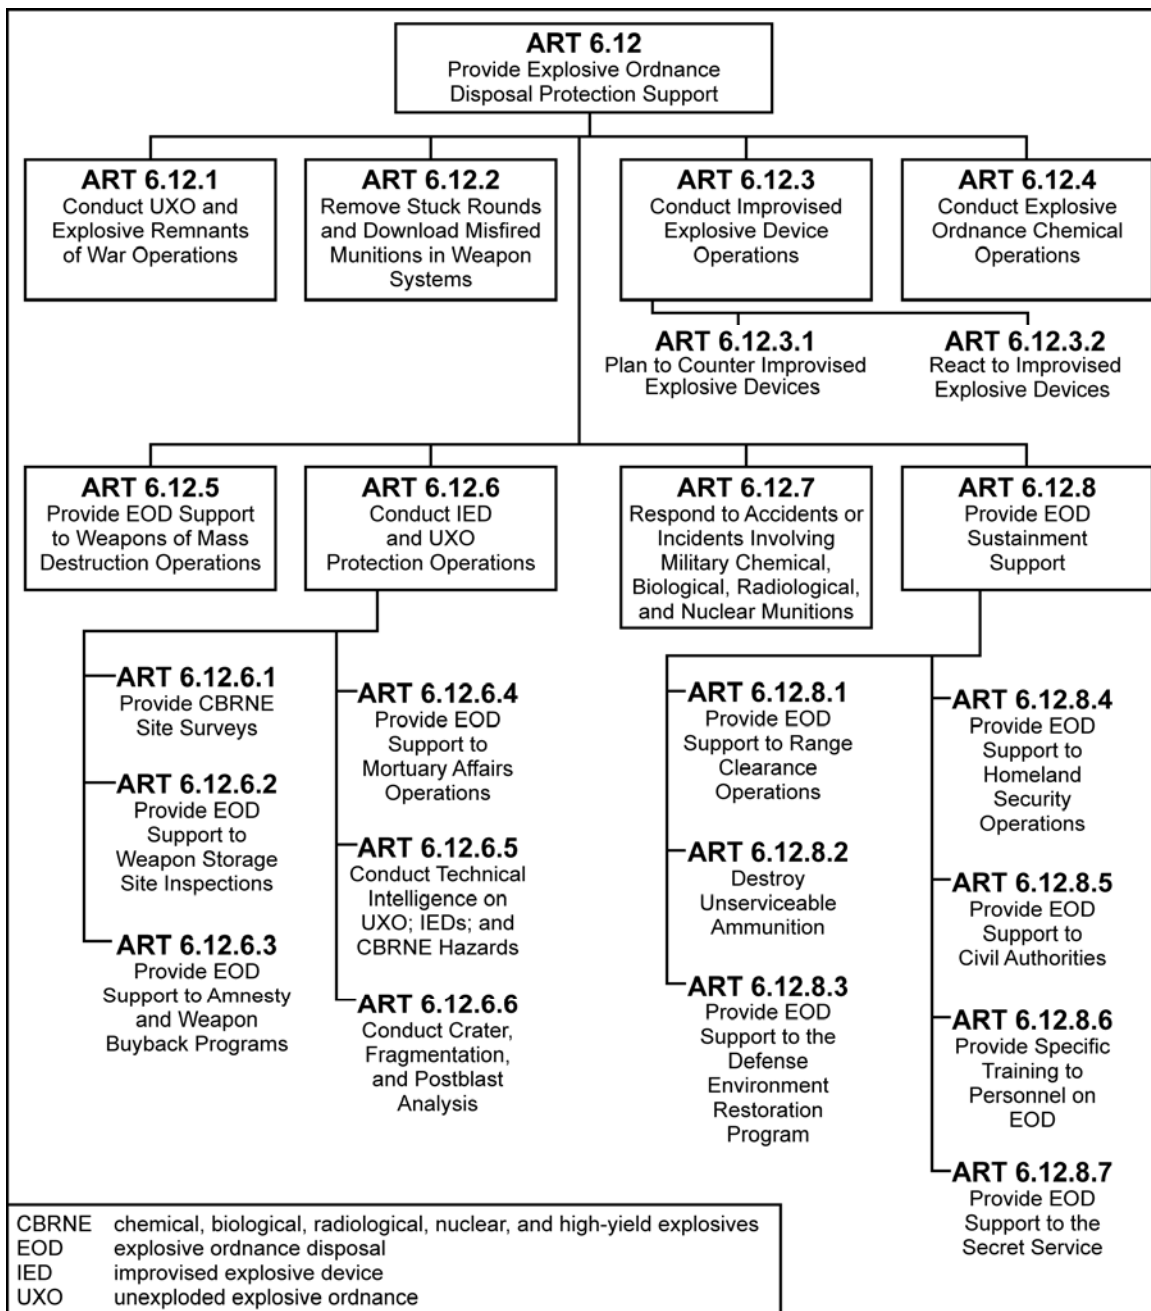 ART 6.12
Provide Explosive Ordnance
Disposal Protection Support
ART 6.12.1
Conduct UXO and
Explosive Remnants
of War Operations
ART 6.12.2
Remove Stuck Rounds
and Download Misfired
Munitions in Weapon
Systems
ART 6.12.3
Conduct Improvised
Explosive Device
Operations
ART 6.12.4
Conduct Explosive
Ordnance Chemical
Operations
ART 6.12.3.1
Plan to Counter Improvised
Explosive Devices
ART 6.12.3.2
React to Improvised
Explosive Devices
ART 6.12.5
Provide EOD Support
to Weapons of Mass
Destruction Operations
ART 6.12.6
Conduct IED
and UXO
Protection Operations
ART 6.12.7
Respond to Accidents or
Incidents Involving
Military Chemical,
Biological, Radiological,
and Nuclear Munitions
ART 6.12.8
Provide EOD
Sustainment
Support
ART 6.12.6.1
Provide CBRNE
Site Surveys
ART 6.12.6.2
Provide EOD
Support to
Weapon Storage
Site Inspections
ART 6.12.6.3
Provide EOD
Support to Amnesty
and Weapon
Buyback Programs
ART 6.12.6.4
Provide EOD
Support to
Mortuary Affairs
Operations
ART 6.12.6.5
Conduct Technical
Intelligence on
UXO; IEDs; and
CBRNE Hazards
ART 6.12.6.6
Conduct Crater,
Fragmentation,
and Postblast
Analysis
ART 6.12.8.1
Provide EOD
Support to Range
Clearance
Operations
ART 6.12.8.2
Destroy
Unserviceable
Ammunition
ART 6.12.8.3
Provide EOD
Support to the
Defense
Environment
Restoration
Program
ART 6.12.8.4
Provide EOD
Support to
Homeland
Security
Operations
ART 6.12.8.5
Provide EOD
Support to
Civil Authorities
ART 6.12.8.6
Provide Specific
Training to
Personnel on
EOD
ART 6.12.8.7
Provide EOD
Support to the
Secret Service
CBRNE chemical, biological, radiological, nuclear, and high-yield explosives
EOD explosive ordnance disposal
IED improvised explosive device
UXO unexploded explosive ordnance